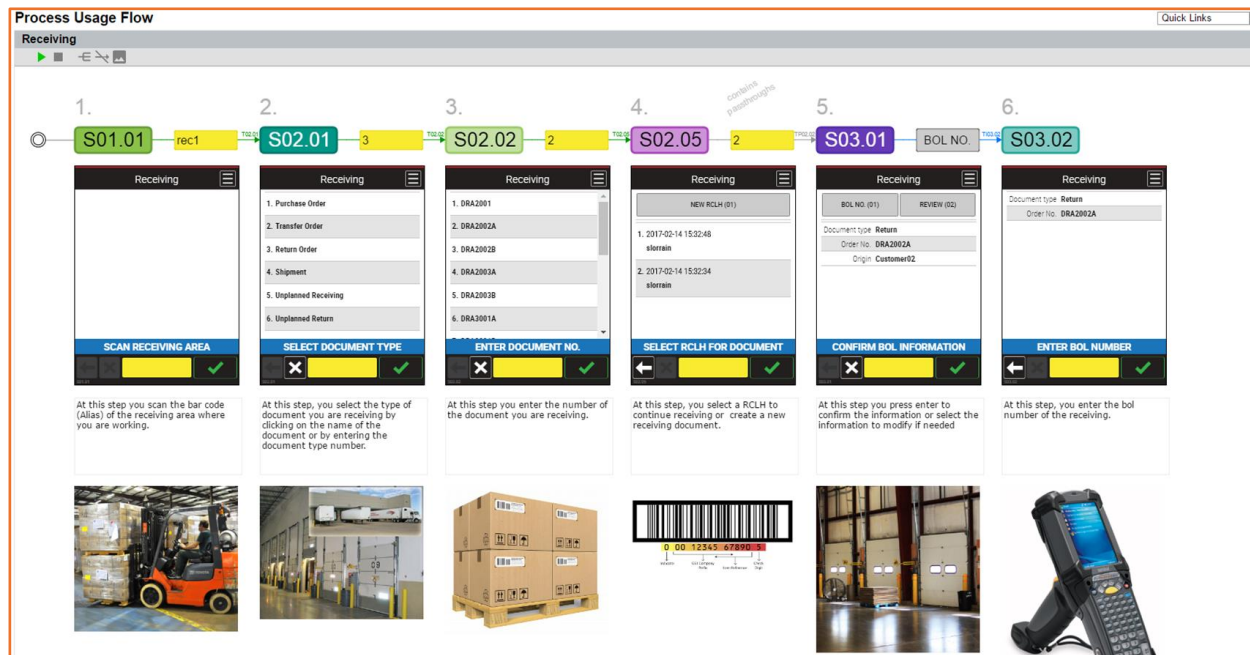 Process Usage Flow
Quick Links
Receiving
1.
2.
3.
4.
contains
passthroughs
5.
6.
S01.01
rec1
T02.01
S02.01
3
T02.02
S02.02
2
T02.05
S02.05
2
S03.01
BOL NO.
S03.02
Receiving
SCAN RECEIVING AREA
Receiving
1. Purchase Order
2. Transfer Order
3. Return Order
4. Shipment
5. Unplanned Receiving
6. Unplanned Return
SELECT DOCUMENT TYPE
Receiving
1. DRA2001
2. DRA2002A
3. DRA2002B
4. DRA2003A
5. DRA2003B
6. DRA3001A
ENTER DOCUMENT NO.
Receiving
NEW RCLH (01)
1. 2017-02-14 15:32:48
slorrain
2. 2017-02-14 15:32:34
slorrain
SELECT RCLH FOR DOCUMENT
Receiving
BOL NO. (01)
REVIEW (02)
Document type Return
Order No. DRA2002A
Origin Customer02
CONFIRM BOL INFORMATION
Receiving
Document type Return
Order No. DRA2002A
ENTER BOL NUMBER
At this step you scan the bar code
(Alias) of the receiving area where
you are working.
At this step, you select the type of
document you are receiving by
clicking on the name of the
document or by entering the
document type number.
At this step you enter the number of
the document you are receiving.
At this step, you select a RCLH to
continue receiving or create a new
receiving document.
At this step you press enter to
confirm the information or select the
information to modify if needed
At this step, you enter the bol
number of the receiving.
0 00 12345 67890 5